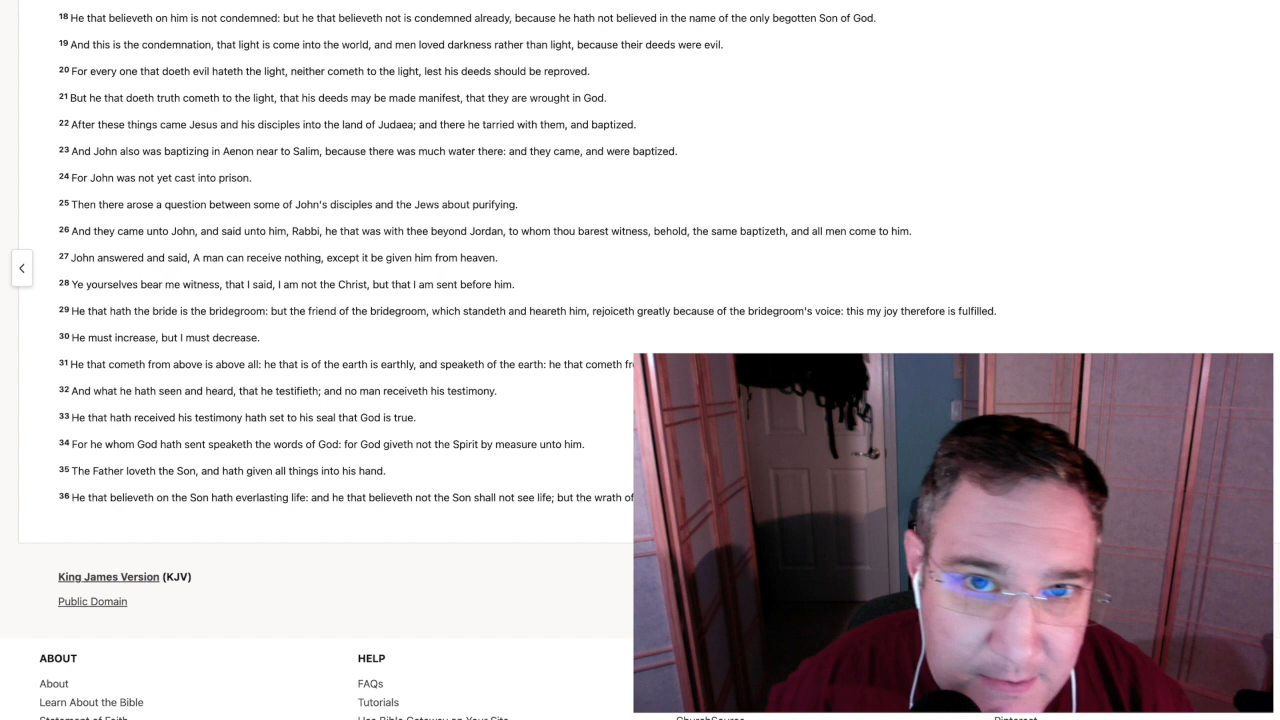 18 He that believeth on him is not condemned: but he that believeth not is condemned already, because he hath not believed in the name of the only begotten Son of God.
19 And this is the condemnation, that light is come into the world, and men loved darkness rather than light, because their deeds were evil.
20 For every one that doeth evil hateth the light, neither cometh to the light, lest his deeds should be reproved.
21 But he that doeth truth cometh to the light, that his deeds may be made manifest, that they are wrought in God.
22 After these things came Jesus and his disciples into the land of Judaea; and there he tarried with them, and baptized.
23 And John also was baptizing in Aenon near to Salim, because there was much water there: and they came, and were baptized.
24 For John was not yet cast into prison.
25 Then there arose a question between some of John's disciples and the Jews about purifying.
26 And they came unto John, and said unto him, Rabbi, he that was with thee beyond Jordan, to whom thou barest witness, behold, the same baptizeth, and all men come to him.
27 John answered and said, A man can receive nothing, except it be given him from heaven.
28 Ye yourselves bear me witness, that I said, I am not the Christ, but that I am sent before him.
29 He that hath the bride is the bridegroom: but the friend of the bridegroom, which standeth and heareth him, rejoiceth greatly because of the bridegroom's voice: this my joy therefore is fulfilled.
30 He must increase, but I must decrease.
31 He that cometh from above is above all: he that is of the earth is earthly, and speaketh of the earth: he that cometh
32 And what he hath seen and heard, that he testifieth; and no man receiveth his testimony.
33 He that hath received his testimony hath set to his seal that God is true.
34 For he whom God hath sent speaketh the words of God: for God giveth not the Spirit by measure unto him.
35 The Father loveth the Son, and hath given all things into his hand.
36 He that believeth on the Son hath everlasting life: and he that believeth not the Son shall not see life; but the wrath of
King James Version (KJV)
Public Domain
ABOUT HELP
About FAQs
Learn About the Bible Tutorials
Statement of Faith Use Bible Gateway on Your Site ChurchSource Pinterest